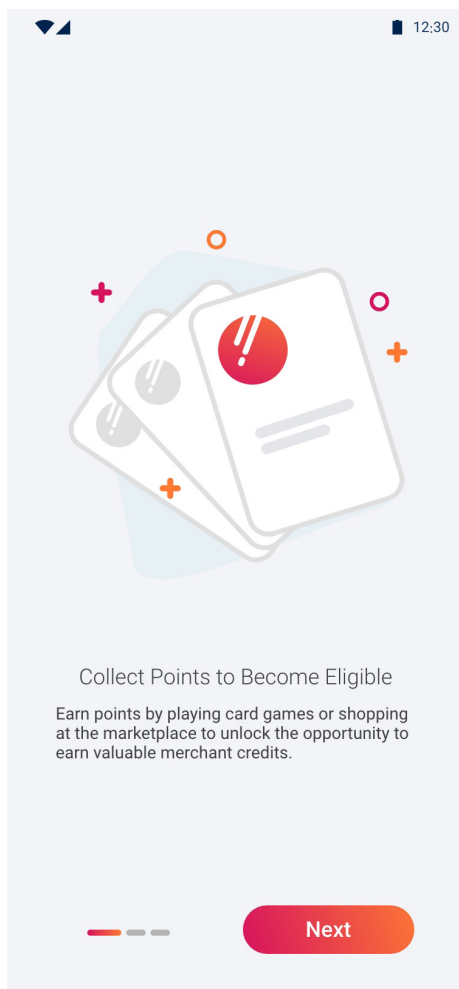 12:30
Collect Points to Become Eligible
Earn points by playing card games or shopping
at the marketplace to unlock the opportunity to
earn valuable merchant credits.
Next